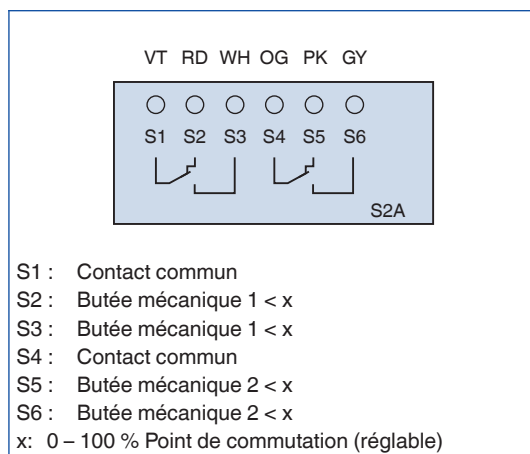 VT RD WH OG PK GY
S1 S2 S3 S4 S5 S6
S2A
S1 : Contact commun
S2 : Butée mécanique 1 < x
S3 : Butée mécanique 1 < x
S4 : Contact commun
S5 : Butée mécanique 2 < x
S6 : Butée mécanique 2 < x
x: 0 – 100 % Point de commutation (réglable)